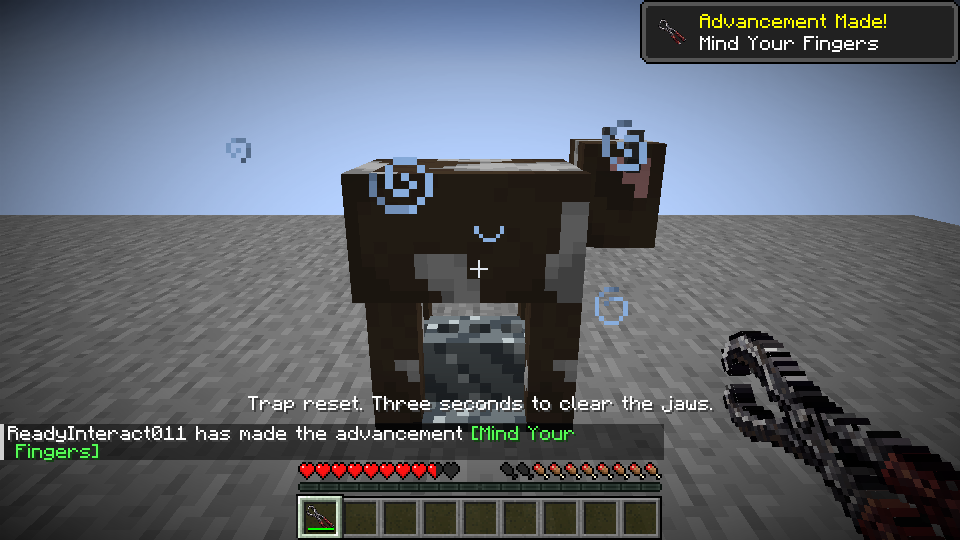 Advancement Made!
Mind Your Fingers
Trap reset. Three seconds to clear the jaws.
ReadyInteract011 has made the advancement [Mind Your
Fingers]